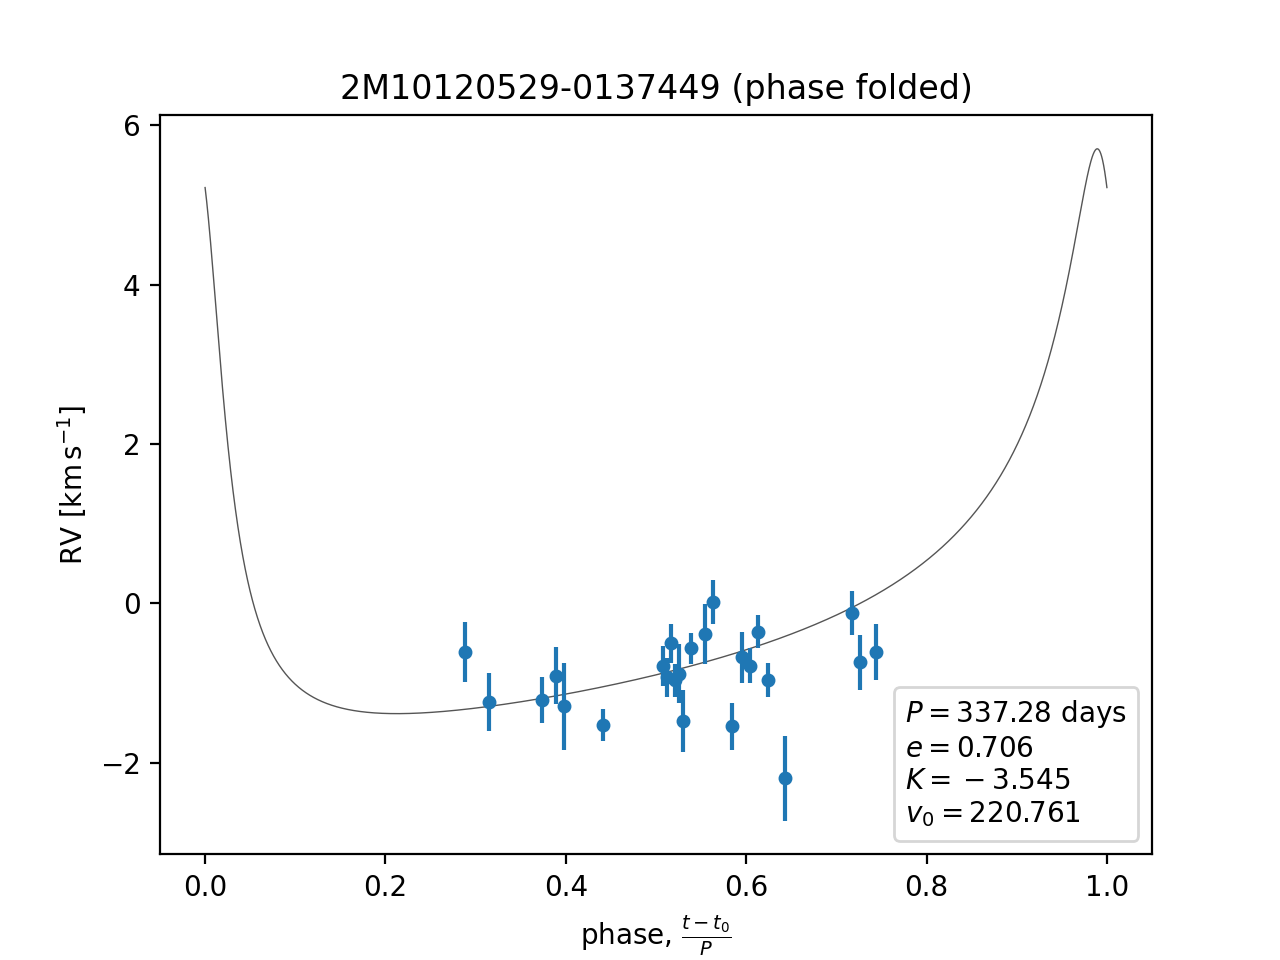 2M10120529-0137449 (phase folded)
6
4
2
0
−2
RV [km s⁻¹]
P = 337.28 days
e = 0.706
K = −3.545
v₀ = 220.761
0.0 0.2 0.4 0.6 0.8 1.0
phase, (t − t₀)/P